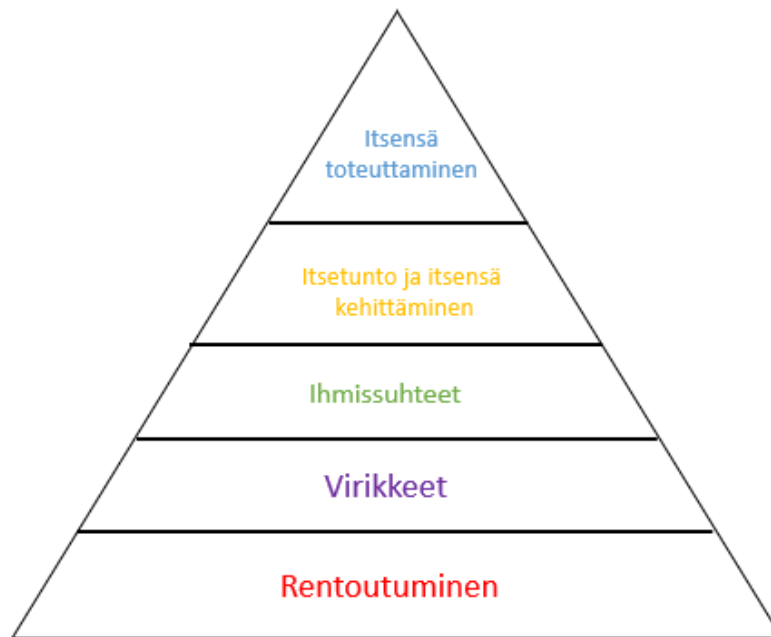 Itsensä
toteuttaminen
Itsetunto ja itsensä
kehittäminen
Ihmissuhteet
Virikkeet
Rentoutuminen